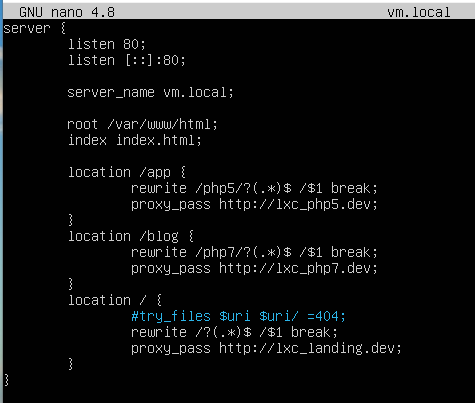 GNU nano 4.8 vm.local
server {
listen 80;
listen [::]:80;
server_name vm.local;
root /var/www/html;
index index.html;
location /app {
rewrite /php5/?(.*)$ /$1 break;
proxy_pass http://lxc_php5.dev;
}
location /blog {
rewrite /php7/?(.*)$ /$1 break;
proxy_pass http://lxc_php7.dev;
}
location / {
#try_files $uri $uri/ =404;
rewrite /?(.*)$ /$1 break;
proxy_pass http://lxc_landing.dev;
}
}